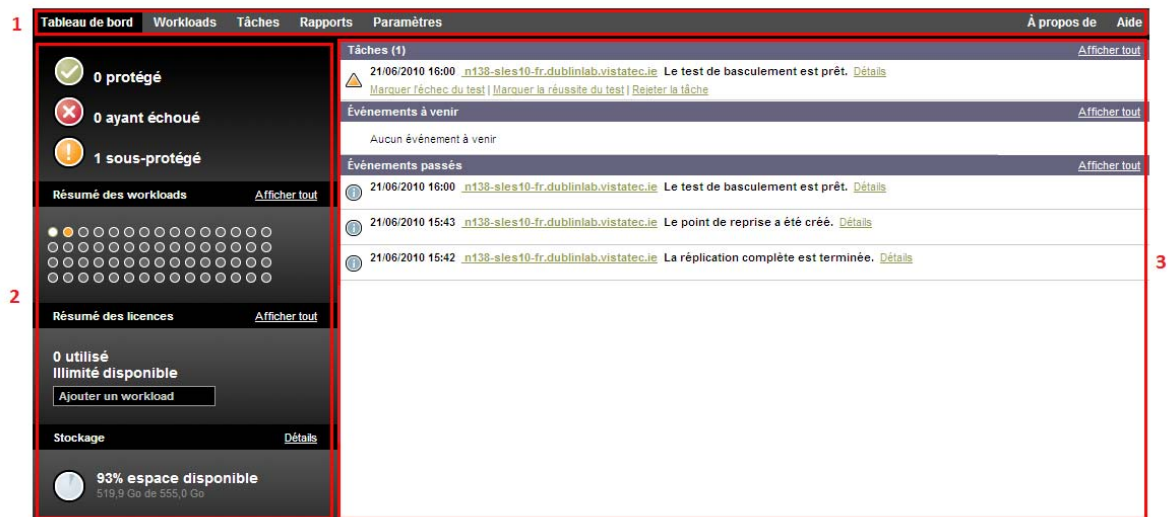 1
Tableau de bord Workloads Tâches Rapports Paramètres À propos de Aide
0 protégé
0 ayant échoué
1 sous-protégé
Résumé des workloads Afficher tout
2
Résumé des licences Afficher tout
0 utilisé
Illimité disponible
Ajouter un workload
Stockage Détails
93% espace disponible
519,9 Go de 555,0 Go
Tâches (1) Afficher tout
21/06/2010 16:00 n138-sles10-fr.dublinlab.vistatec.ie Le test de basculement est prêt. Détails
Marquer l'échec du test | Marquer la réussite du test | Rejeter la tâche
Évènements à venir Afficher tout
Aucun événement à venir
Évènements passés Afficher tout
21/06/2010 16:00 n138-sles10-fr.dublinlab.vistatec.ie Le test de basculement est prêt. Détails
21/06/2010 15:43 n138-sles10-fr.dublinlab.vistatec.ie Le point de reprise a été créé. Détails
21/06/2010 15:42 n138-sles10-fr.dublinlab.vistatec.ie La réplication complète est terminée. Détails
3